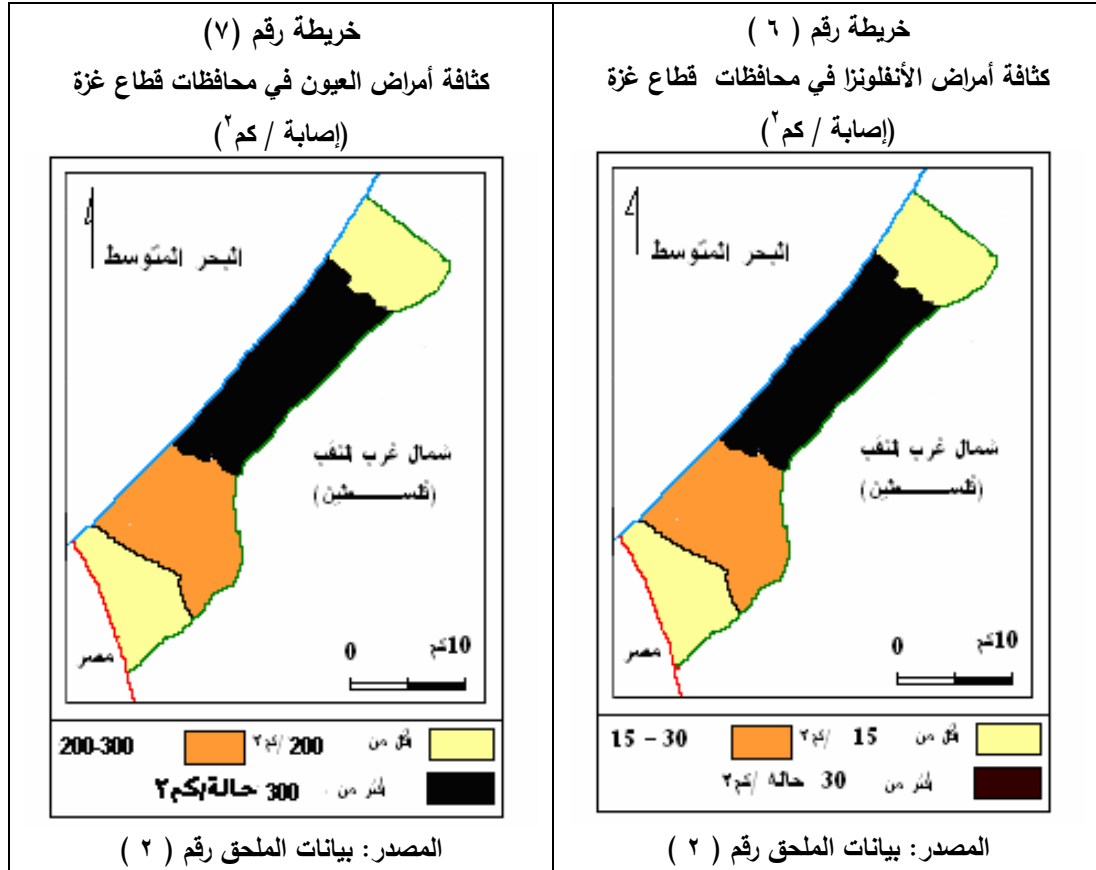 خريطة رقم ( ٦ )
كثافة أمراض الأنفلونزا في محافظات قطاع غزة
(إصابة / كم٢)
البحر المتوسط
شمال غرب النقب
(فلســـــطين)
مصر
0 10كم
أقل من 15 /كم٢ 15 – 30
أكثر من 30 حالة /كم٢
المصدر: بيانات الملحق رقم ( ٢ )
خريطة رقم (٧)
كثافة أمراض العيون في محافظات قطاع غزة
(إصابة / كم٢)
البحر المتوسط
شمال غرب النقب
(فلســـــطين)
مصر
0 10كم
أقل من 200 /كم٢ 200-300
أكثر من 300 حالة/كم٢
المصدر: بيانات الملحق رقم ( ٢ )